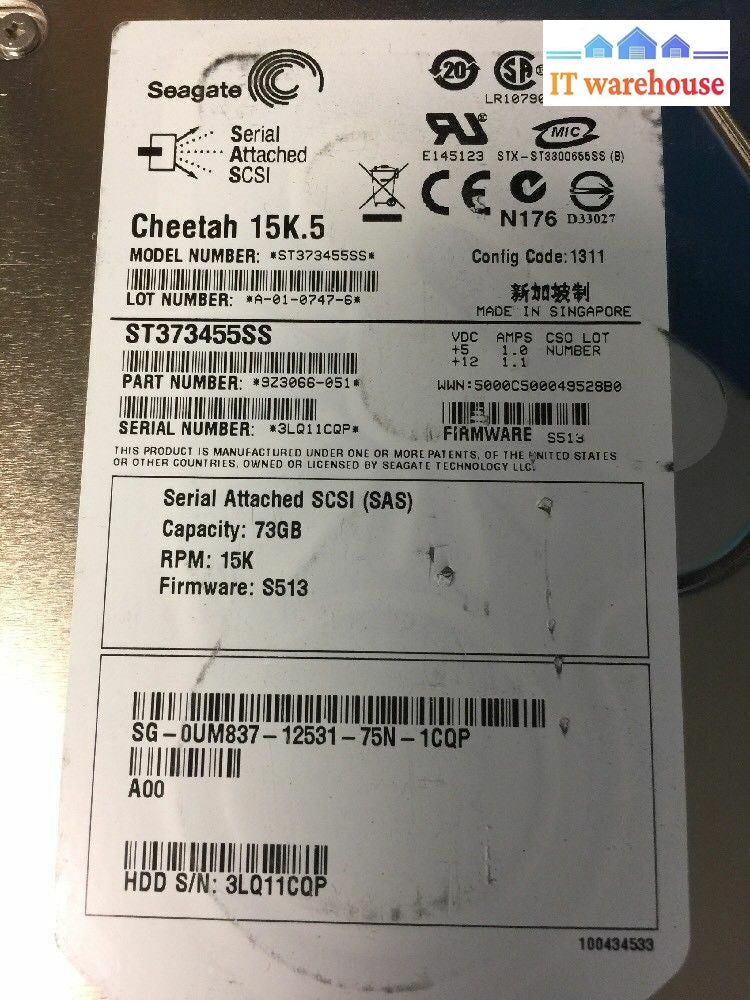 IT warehouse
Seagate
20
SA
LR10790
Serial
Attached
SCSI
E145123
MIC
STX-ST3300655SS (B)
CE
N176
D33027
Cheetah 15K.5
MODEL NUMBER: *ST373455SS*
Config Code:1311
LOT NUMBER: *A-01-0747-6*
新加坡制
MADE IN SINGAPORE
ST373455SS
VDC AMPS CSO LOT
+5 1.0 NUMBER
+12 1.1
PART NUMBER: *9Z3066-051*
WWN:5000C500049528B0
SERIAL NUMBER: *3LQ11CQP*
FIRMWARE S513
THIS PRODUCT IS MANUFACTURED UNDER ONE OR MORE PATENTS, OF THE UNITED STATES
OR OTHER COUNTRIES, OWNED OR LICENSED BY SEAGATE TECHNOLOGY LLC.
Serial Attached SCSI (SAS)
Capacity: 73GB
RPM: 15K
Firmware: S513
SG-0UM837-12531-75N-1CQP
A00
HDD S/N: 3LQ11CQP
100434533